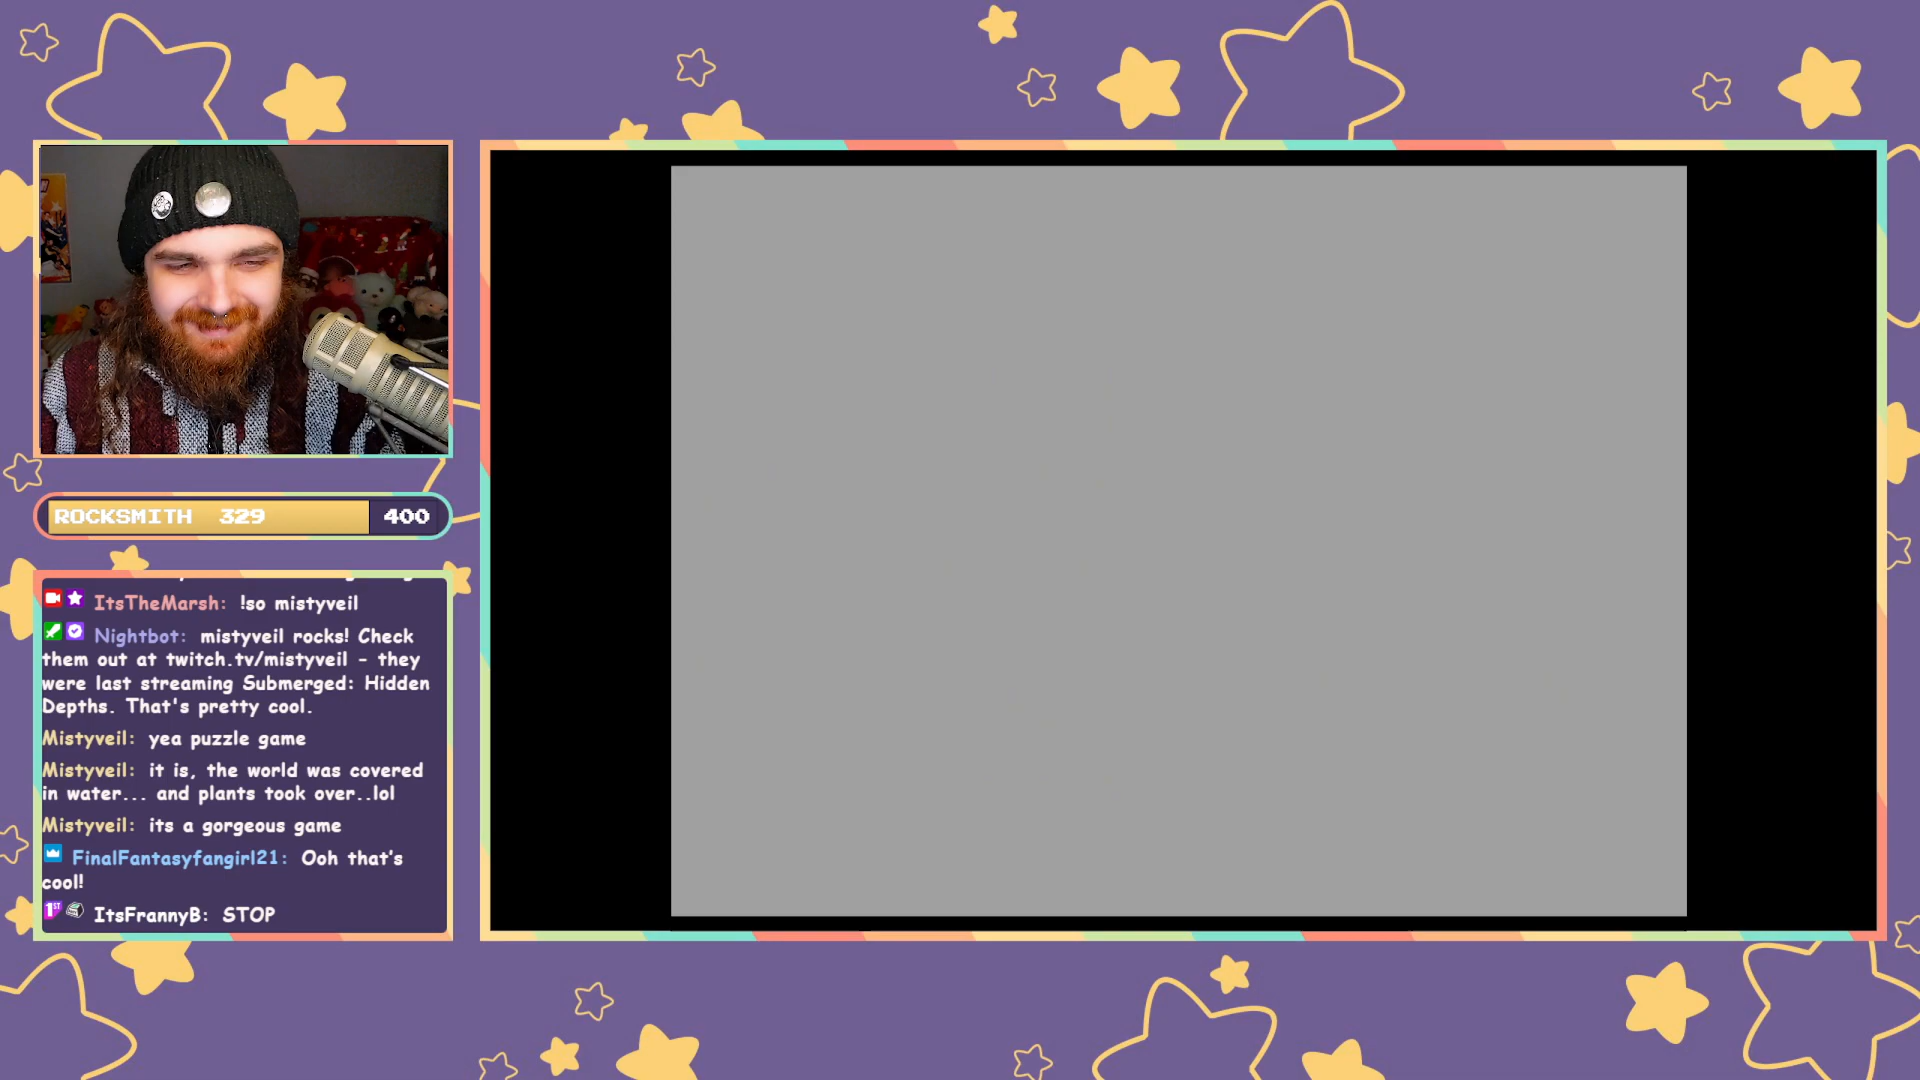 ROCKSMITH 329
400
ItsTheMarsh: !so mistyveil
Nightbot: mistyveil rocks! Check
them out at twitch.tv/mistyveil - they
were last streaming Submerged: Hidden
Depths. That's pretty cool.
Mistyveil: yea puzzle game
Mistyveil: it is, the world was covered
in water... and plants took over..lol
Mistyveil: its a gorgeous game
FinalFantasyfangirl21: Ooh that's
cool!
1ST ItsFrannyB: STOP